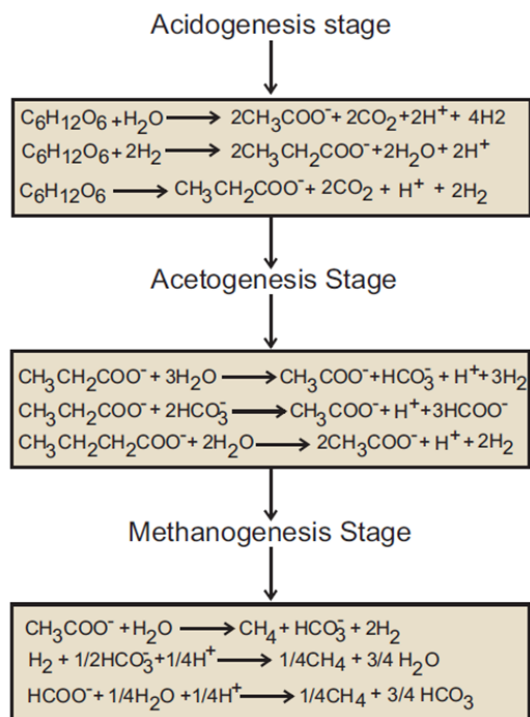 Acidogenesis stage
C₆H₁₂O₆ +H₂O ⟶ 2CH₃COO⁻+ 2CO₂+2H⁺+ 4H2
C₆H₁₂O₆+2H₂ ⟶ 2CH₃CH₂COO⁻+2H₂O + 2H⁺
C₆H₁₂O₆ ⟶ CH₃CH₂COO⁻+ 2CO₂ + H⁺ + 2H₂
Acetogenesis Stage
CH₃CH₂COO⁻+ 3H₂O ⟶ CH₃COO⁻+HCO₃⁻+ H⁺+3H₂
CH₃CH₂COO⁻+ 2HCO₃⁻ ⟶ CH₃COO⁻+ H⁺+3HCOO⁻
CH₃CH₂CH₂COO⁻+ 2H₂O ⟶ 2CH₃COO⁻+ H⁺+ 2H₂
Methanogenesis Stage
CH₃COO⁻ +H₂O ⟶ CH₄+ HCO₃⁻ + 2H₂
H₂ + 1/2HCO₃⁻+1/4H⁺ ⟶ 1/4CH₄ + 3/4 H₂O
HCOO⁻+ 1/4H₂O +1/4H⁺ ⟶ 1/4CH₄ + 3/4 HCO₃